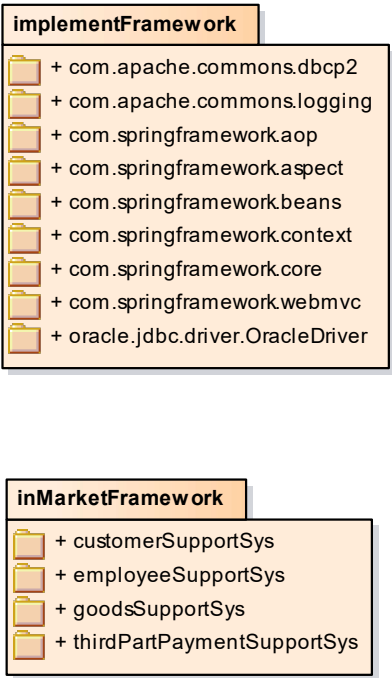 implementFramework
+ com.apache.commons.dbcp2
+ com.apache.commons.logging
+ com.springframework.aop
+ com.springframework.aspect
+ com.springframework.beans
+ com.springframework.context
+ com.springframework.core
+ com.springframework.webmvc
+ oracle.jdbc.driver.OracleDriver
inMarketFramework
+ customerSupportSys
+ employeeSupportSys
+ goodsSupportSys
+ thirdPartPaymentSupportSys